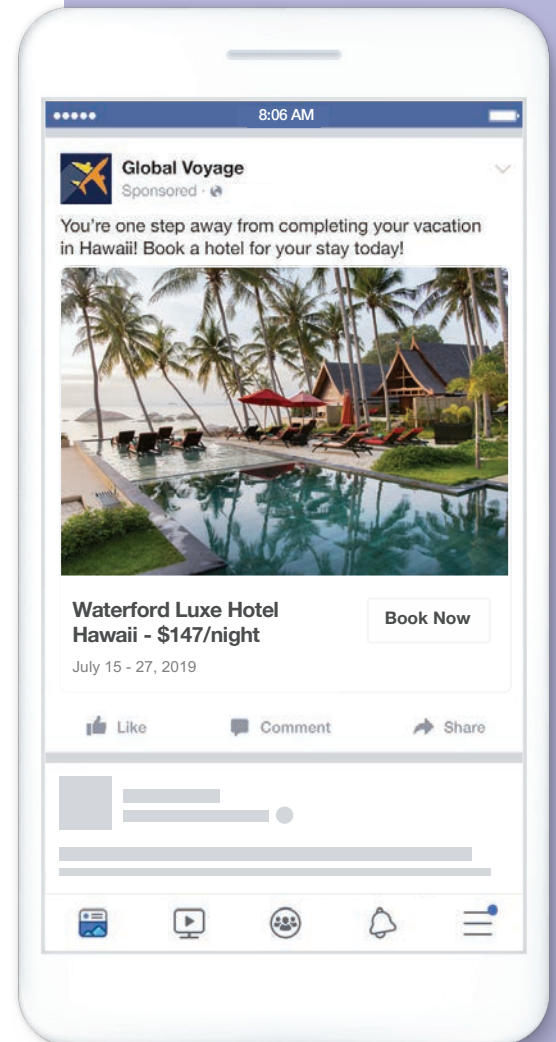 8:06 AM
Global Voyage
Sponsored ·
You're one step away from completing your vacation
in Hawaii! Book a hotel for your stay today!
Waterford Luxe Hotel
Hawaii - $147/night
Book Now
July 15 - 27, 2019
Like Comment Share